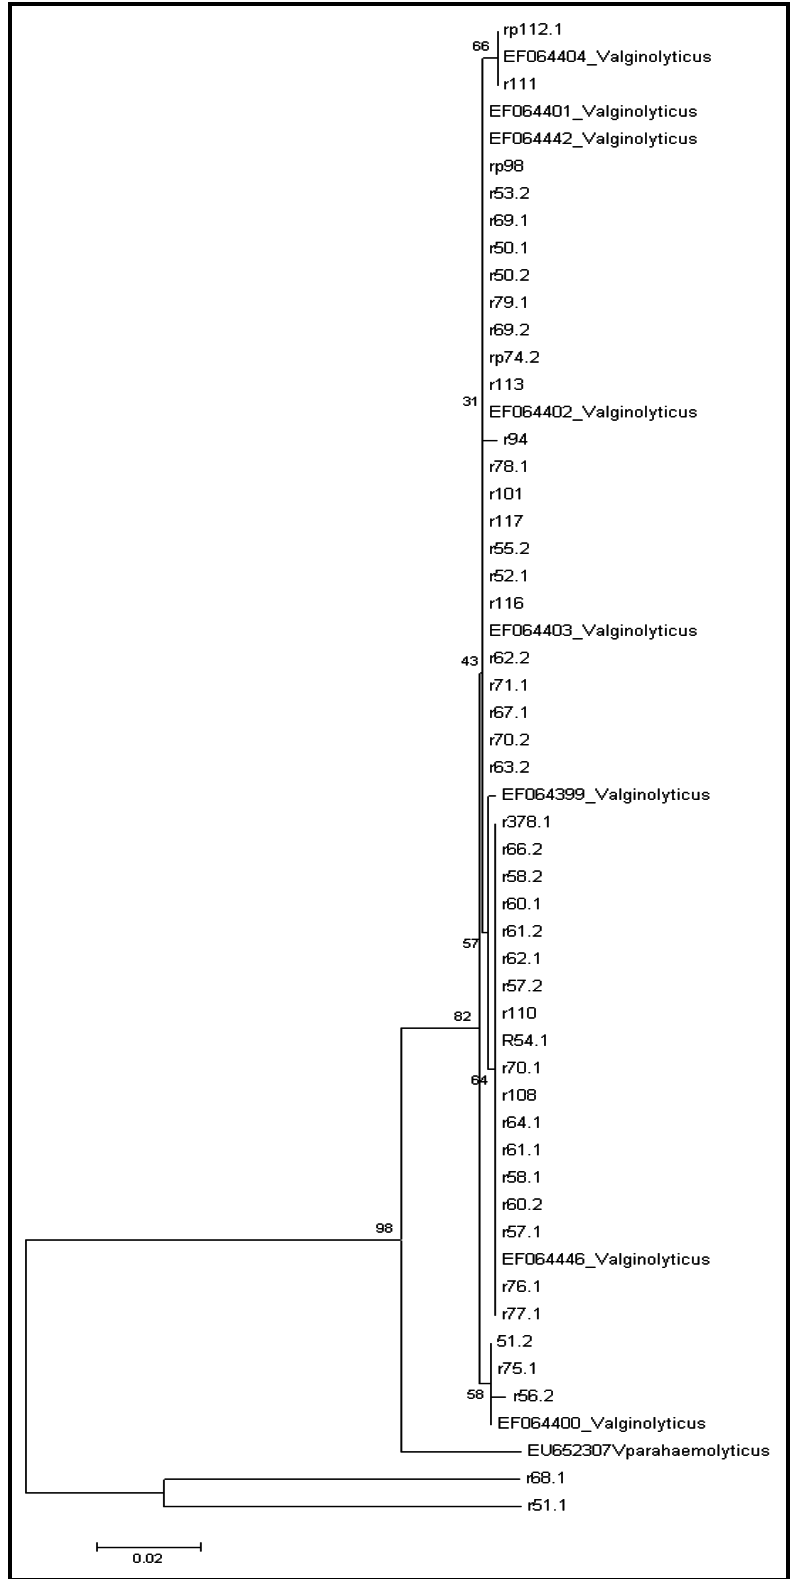 rp112.1
66
EF064404_Valginolyticus
r111
EF064401_Valginolyticus
EF064442_Valginolyticus
rp98
r53.2
r69.1
r50.1
r50.2
r79.1
r69.2
rp74.2
r113
31
EF064402_Valginolyticus
r94
r78.1
r101
r117
r55.2
r52.1
r116
EF064403_Valginolyticus
43
r62.2
r71.1
r67.1
r70.2
r63.2
EF064399_Valginolyticus
r378.1
r66.2
r58.2
r60.1
r61.2
57
r62.1
r57.2
r110
82
R54.1
r70.1
64
r108
r64.1
r61.1
r58.1
r60.2
98
r57.1
EF064446_Valginolyticus
r76.1
r77.1
51.2
r75.1
58
r56.2
EF064400_Valginolyticus
EU652307Vparahaemolyticus
r68.1
r51.1
0.02